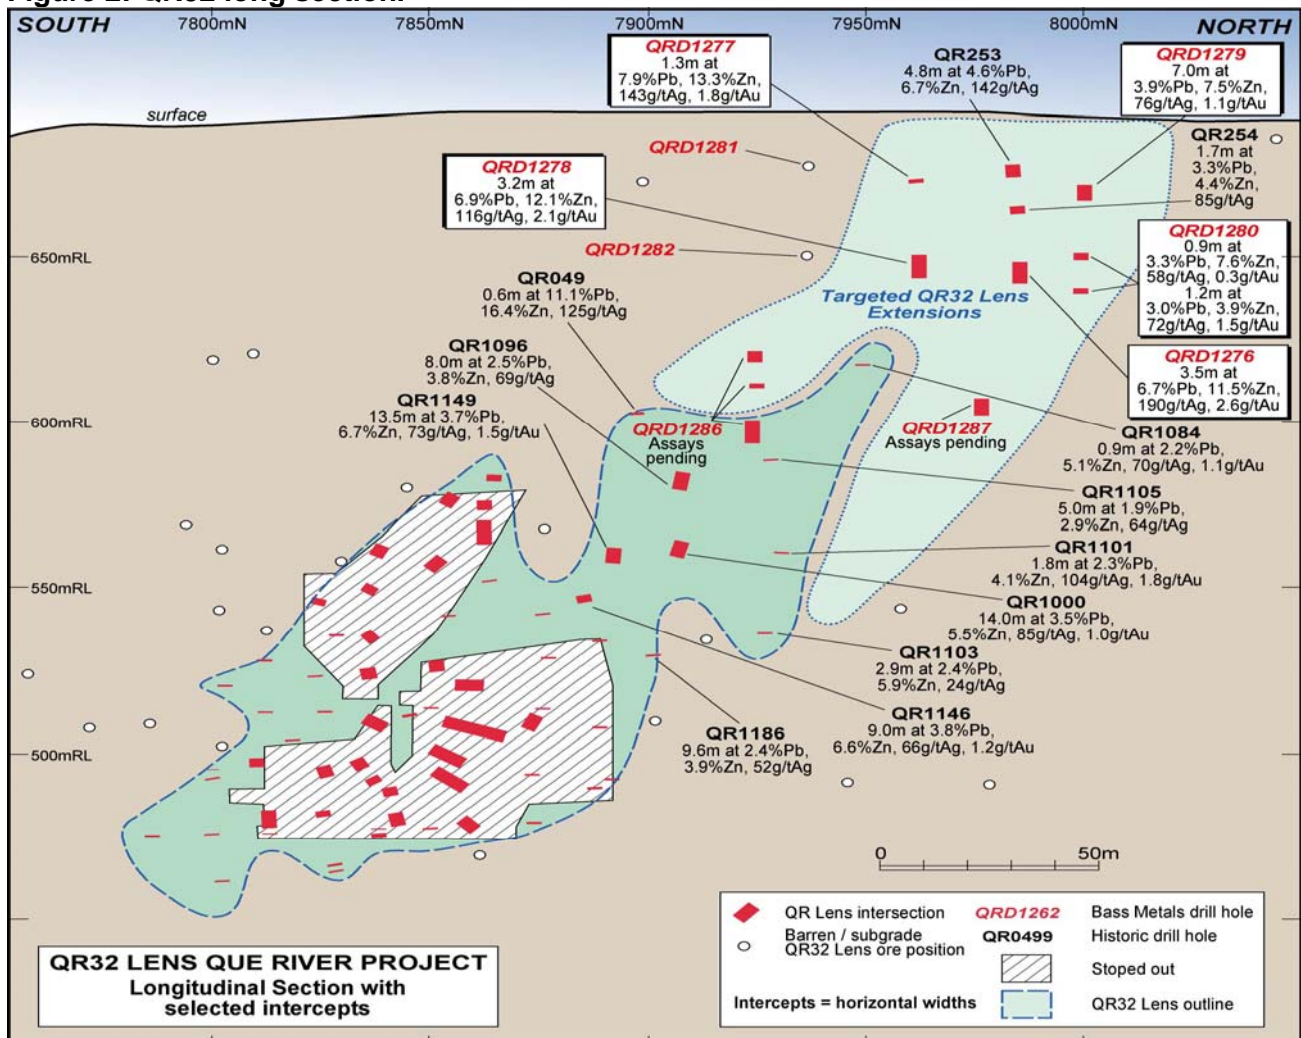 Figure 2: QR32 long section.
SOUTH
7800mN
7850mN
7900mN
7950mN
8000mN
NORTH
surface
QRD1277
1.3m at
7.9%Pb, 13.3%Zn,
143g/tAg, 1.8g/tAu
QR253
4.8m at 4.6%Pb,
6.7%Zn, 142g/tAg
QRD1279
7.0m at
3.9%Pb, 7.5%Zn,
76g/tAg, 1.1g/tAu
QR254
1.7m at
3.3%Pb,
4.4%Zn,
85g/tAg
QRD1281
QRD1278
3.2m at
6.9%Pb, 12.1%Zn,
116g/tAg, 2.1g/tAu
QRD1282
650mRL
QRD1280
0.9m at
3.3%Pb, 7.6%Zn,
58g/tAg, 0.3g/tAu
1.2m at
3.0%Pb, 3.9%Zn,
72g/tAg, 1.5g/tAu
QR049
0.6m at 11.1%Pb,
16.4%Zn, 125g/tAg
Targeted QR32 Lens
Extensions
QR1096
8.0m at 2.5%Pb,
3.8%Zn, 69g/tAg
QRD1276
3.5m at
6.7%Pb, 11.5%Zn,
190g/tAg, 2.6g/tAu
QR1149
13.5m at 3.7%Pb,
6.7%Zn, 73g/tAg, 1.5g/tAu
600mRL
QRD1286
Assays
pending
QRD1287
Assays pending
QR1084
0.9m at 2.2%Pb,
5.1%Zn, 70g/tAg, 1.1g/tAu
QR1105
5.0m at 1.9%Pb,
2.9%Zn, 64g/tAg
QR1101
1.8m at 2.3%Pb,
4.1%Zn, 104g/tAg, 1.8g/tAu
550mRL
QR1000
14.0m at 3.5%Pb,
5.5%Zn, 85g/tAg, 1.0g/tAu
QR1103
2.9m at 2.4%Pb,
5.9%Zn, 24g/tAg
QR1146
9.0m at 3.8%Pb,
6.6%Zn, 66g/tAg, 1.2g/tAu
QR1186
9.6m at 2.4%Pb,
3.9%Zn, 52g/tAg
500mRL
0
50m
QR Lens intersection
QRD1262
Bass Metals drill hole
Barren / subgrade
QR32 Lens ore position
QR0499
Historic drill hole
Stoped out
Intercepts = horizontal widths
QR32 Lens outline
QR32 LENS QUE RIVER PROJECT
Longitudinal Section with
selected intercepts